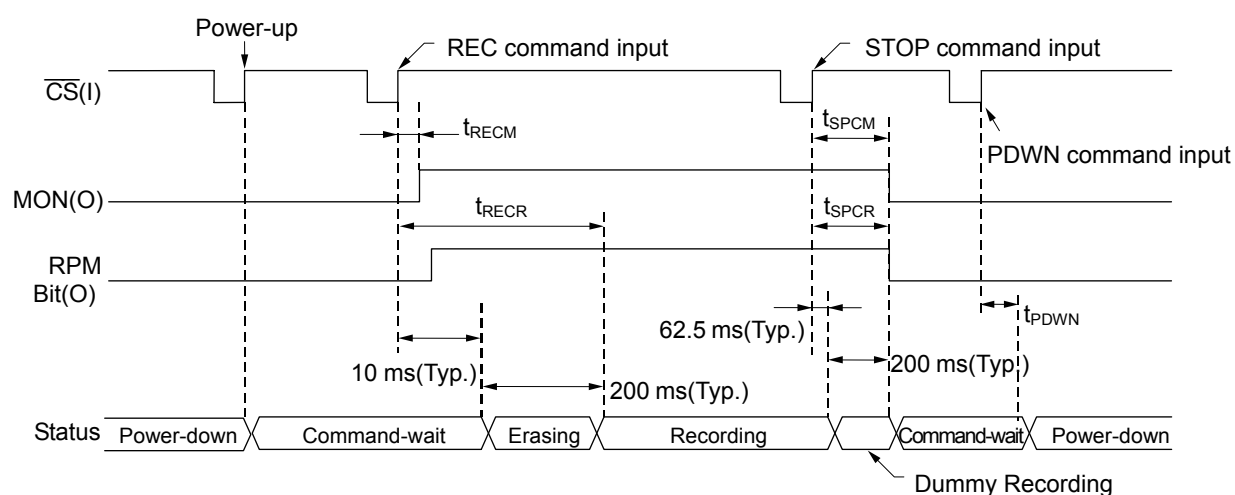 Power-up
REC command input
STOP command input
CS(I)
tRECM
tSPCM
PDWN command input
MON(O)
tRECR
tSPCR
RPM
Bit(O)
62.5 ms(Typ.)
tPDWN
10 ms(Typ.)
200 ms(Typ.)
200 ms(Typ.)
Status
Power-down
Command-wait
Erasing
Recording
Command-wait
Power-down
Dummy Recording